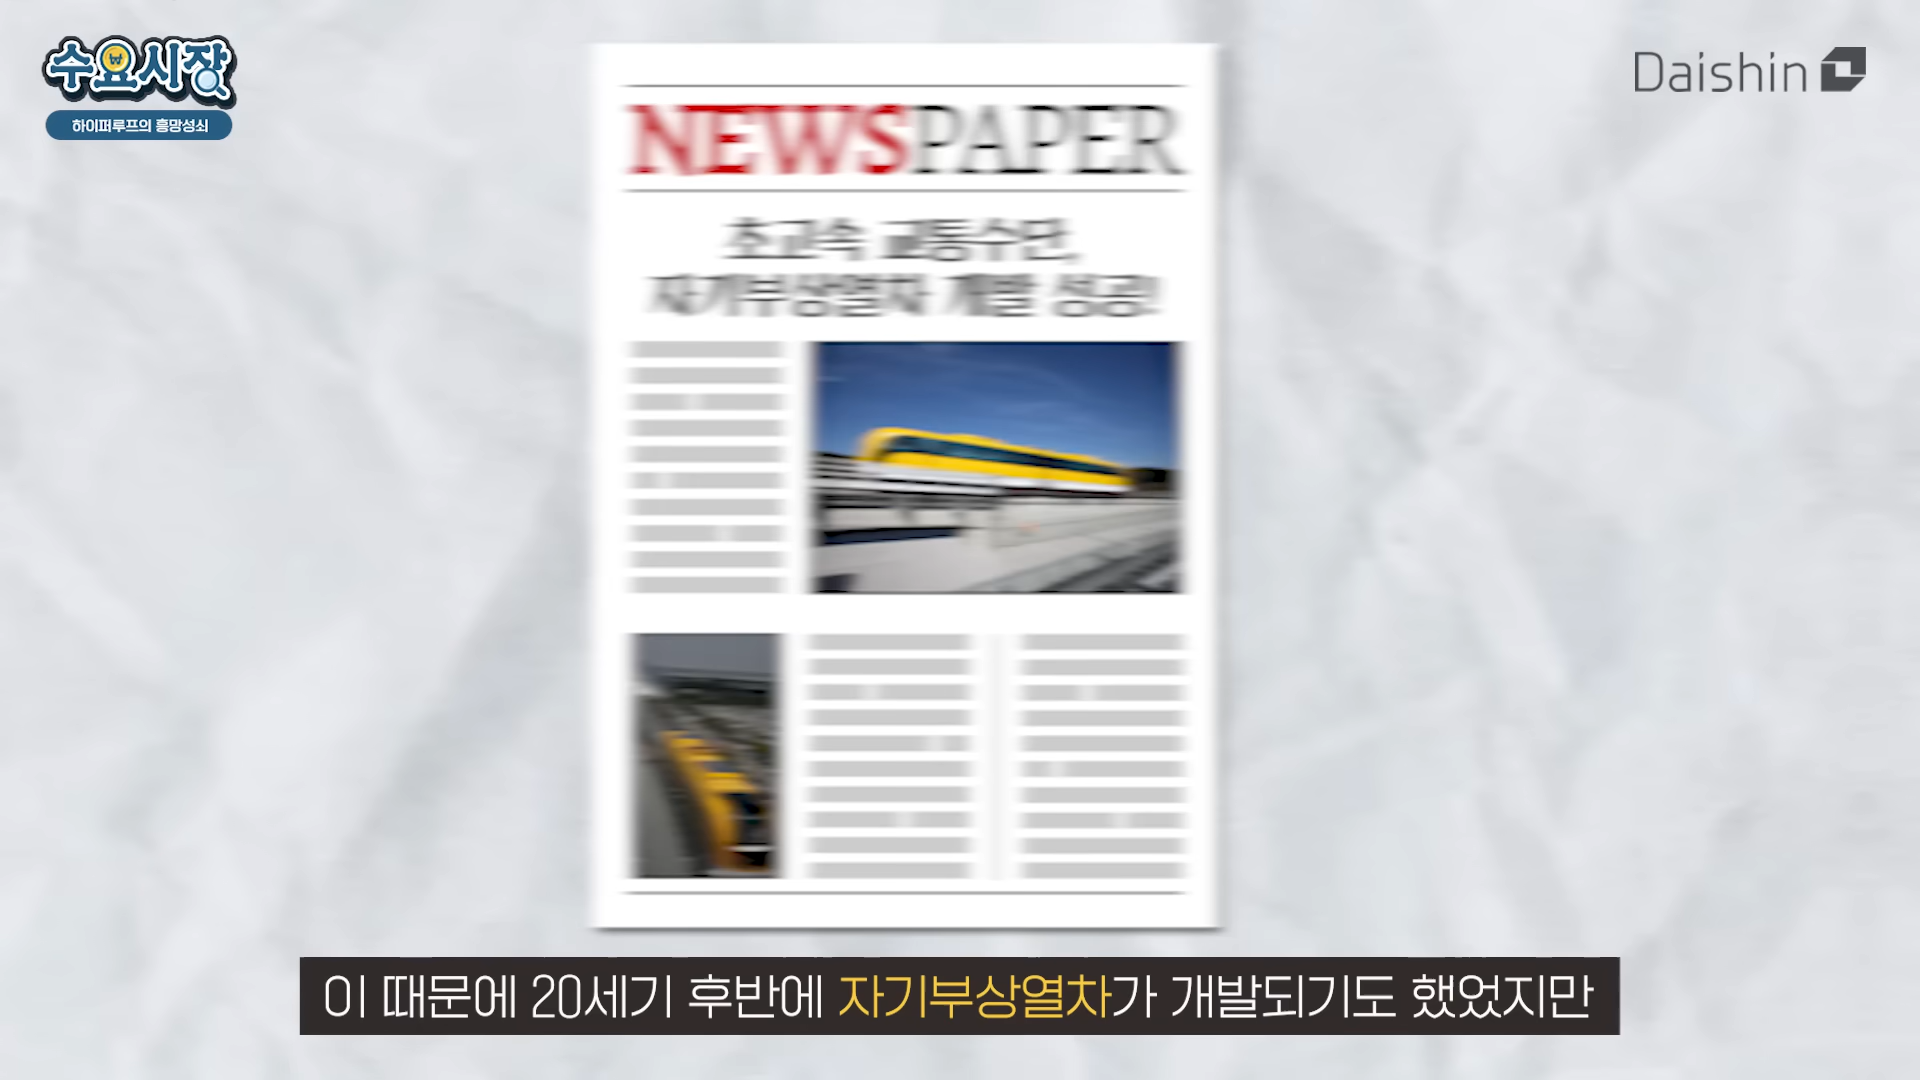 수요시장
하이퍼루프의 흥망성쇠
Daishin
NEWSPAPER
초고속 교통수단,
자기부상열차 개발 성공!
이 때문에 20세기 후반에 자기부상열차가 개발되기도 했었지만